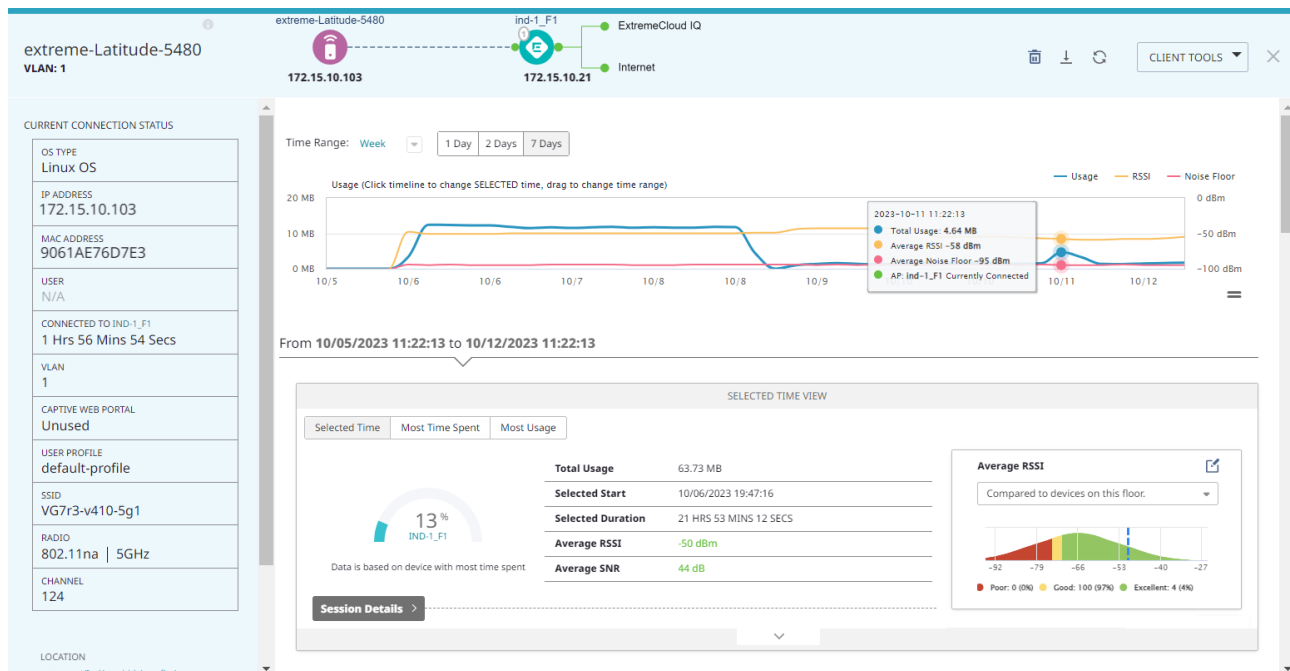 extreme-Latitude-5480
VLAN: 1
extreme-Latitude-5480
172.15.10.103
ind-1_F1
1
172.15.10.21
ExtremeCloud IQ
Internet
CLIENT TOOLS
CURRENT CONNECTION STATUS
OS TYPE
Linux OS
IP ADDRESS
172.15.10.103
MAC ADDRESS
9061AE76D7E3
USER
N/A
CONNECTED TO IND-1_F1
1 Hrs 56 Mins 54 Secs
VLAN
1
CAPTIVE WEB PORTAL
Unused
USER PROFILE
default-profile
SSID
VG7r3-v410-5g1
RADIO
802.11na | 5GHz
CHANNEL
124
LOCATION
Time Range: Week 1 Day 2 Days 7 Days
Usage (Click timeline to change SELECTED time, drag to change time range)
Usage RSSI Noise Floor
20 MB
10 MB
0 MB
0 dBm
−50 dBm
−100 dBm
2023-10-11 11:22:13
Total Usage: 4.64 MB
Average RSSI −58 dBm
Average Noise Floor −95 dBm
AP: ind-1_F1 Currently Connected
10/5 10/6 10/6 10/7 10/8 10/8 10/9 10/10 10/10 10/11 10/12
From 10/05/2023 11:22:13 to 10/12/2023 11:22:13
SELECTED TIME VIEW
Selected Time Most Time Spent Most Usage
13 %
IND-1_F1
Data is based on device with most time spent
Total Usage 63.73 MB
Selected Start 10/06/2023 19:47:16
Selected Duration 21 HRS 53 MINS 12 SECS
Average RSSI -50 dBm
Average SNR 44 dB
Session Details
Average RSSI
Compared to devices on this floor.
−92 −79 −66 −53 −40 −27
Poor: 0 (0%) Good: 100 (97%) Excellent: 4 (4%)